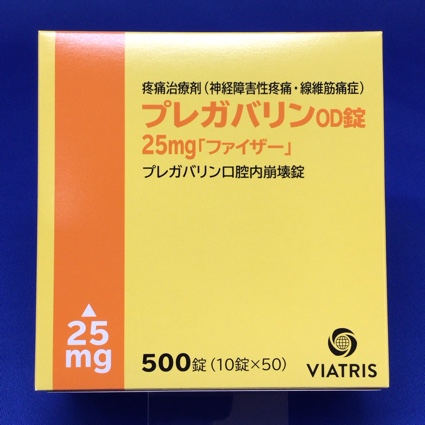 疼痛治療剤(神経障害性疼痛・線維筋痛症)
プレガバリンOD錠
25mg「ファイザー」
プレガバリン口腔内崩壊錠
▲
25
mg
500錠(10錠×50)
VIATRIS